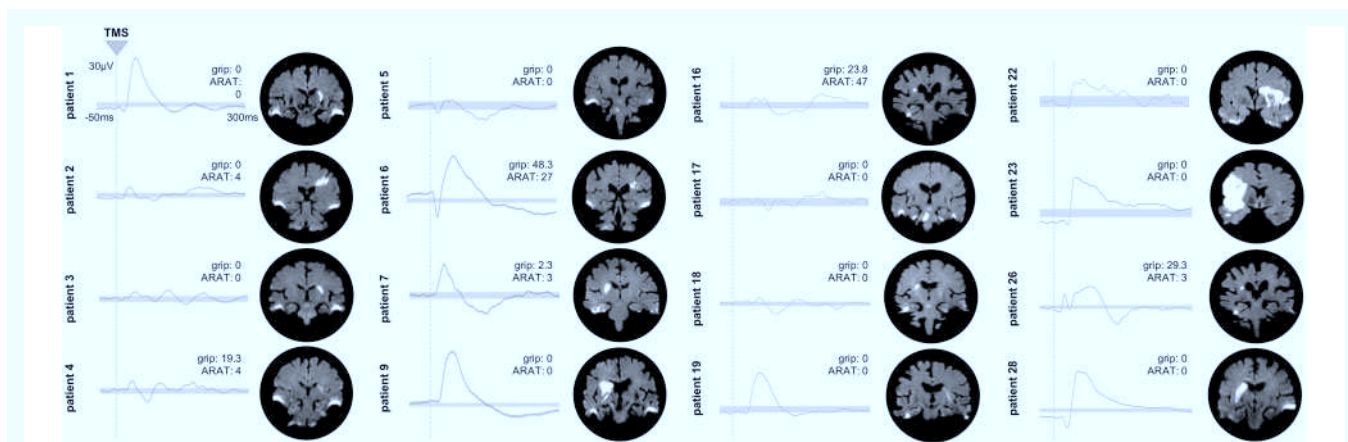 TMS
patient 1
30µV
grip: 0
ARAT:
0
-50ms
300ms
patient 2
grip: 0
ARAT: 4
patient 3
grip: 0
ARAT: 0
patient 4
grip: 19.3
ARAT: 4
patient 5
grip: 0
ARAT: 0
patient 6
grip: 48.3
ARAT: 27
patient 7
grip: 2.3
ARAT: 3
patient 9
grip: 0
ARAT: 0
patient 16
grip: 23.8
ARAT: 47
patient 17
grip: 0
ARAT: 0
patient 18
grip: 0
ARAT: 0
patient 19
grip: 0
ARAT: 0
patient 22
grip: 0
ARAT: 0
patient 23
grip: 0
ARAT: 0
patient 26
grip: 29.3
ARAT: 3
patient 28
grip: 0
ARAT: 0